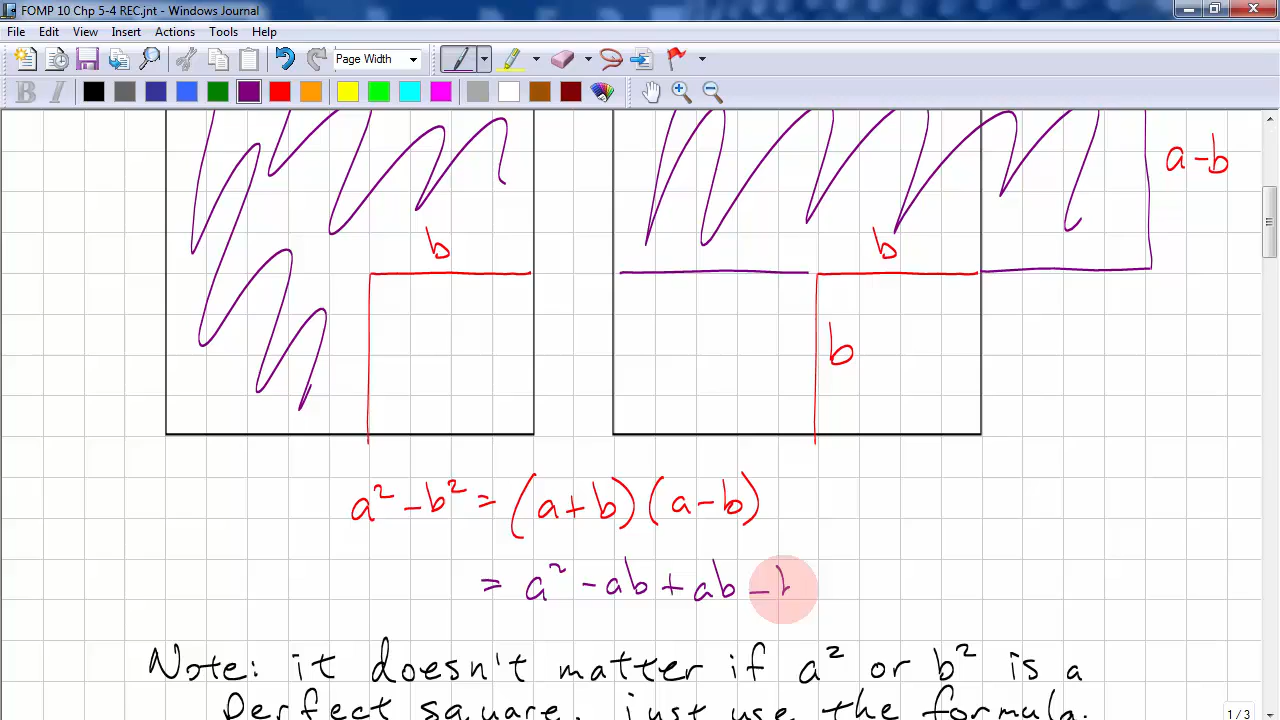 FOMP 10 Chp 5-4 REC.jnt - Windows Journal
File Edit View Insert Actions Tools Help
Page Width
B I
a-b
b
b
b
a² - b² = (a+b)(a-b)
= a² - ab + ab -
Note: it doesn't matter if a² or b² is a
Perfect square, just use the formula.
1/3